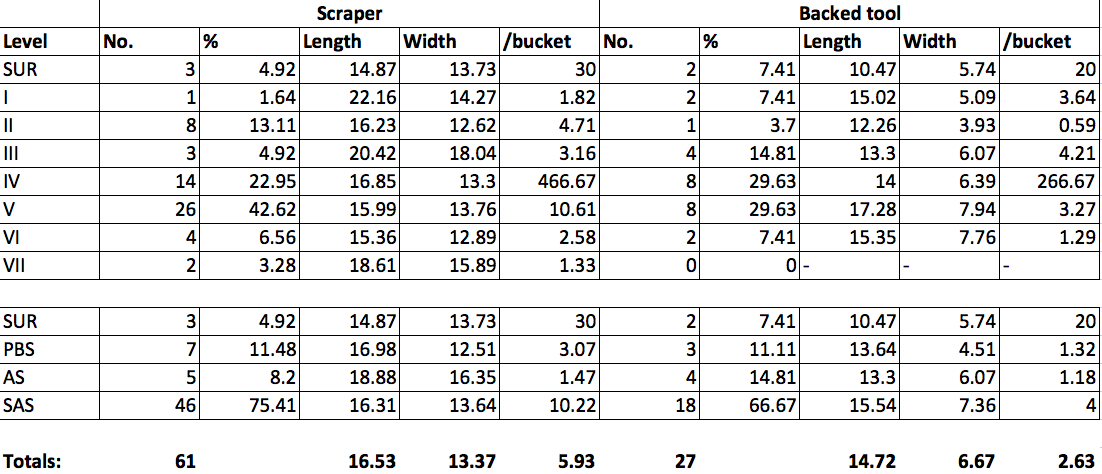 Scraper Backed tool
Level No. % Length Width /bucket No. % Length Width /bucket
SUR 3 4.92 14.87 13.73 30 2 7.41 10.47 5.74 20
I 1 1.64 22.16 14.27 1.82 2 7.41 15.02 5.09 3.64
II 8 13.11 16.23 12.62 4.71 1 3.7 12.26 3.93 0.59
III 3 4.92 20.42 18.04 3.16 4 14.81 13.3 6.07 4.21
IV 14 22.95 16.85 13.3 466.67 8 29.63 14 6.39 266.67
V 26 42.62 15.99 13.76 10.61 8 29.63 17.28 7.94 3.27
VI 4 6.56 15.36 12.89 2.58 2 7.41 15.35 7.76 1.29
VII 2 3.28 18.61 15.89 1.33 0 0 - - -
SUR 3 4.92 14.87 13.73 30 2 7.41 10.47 5.74 20
PBS 7 11.48 16.98 12.51 3.07 3 11.11 13.64 4.51 1.32
AS 5 8.2 18.88 16.35 1.47 4 14.81 13.3 6.07 1.18
SAS 46 75.41 16.31 13.64 10.22 18 66.67 15.54 7.36 4
Totals: 61 16.53 13.37 5.93 27 14.72 6.67 2.63